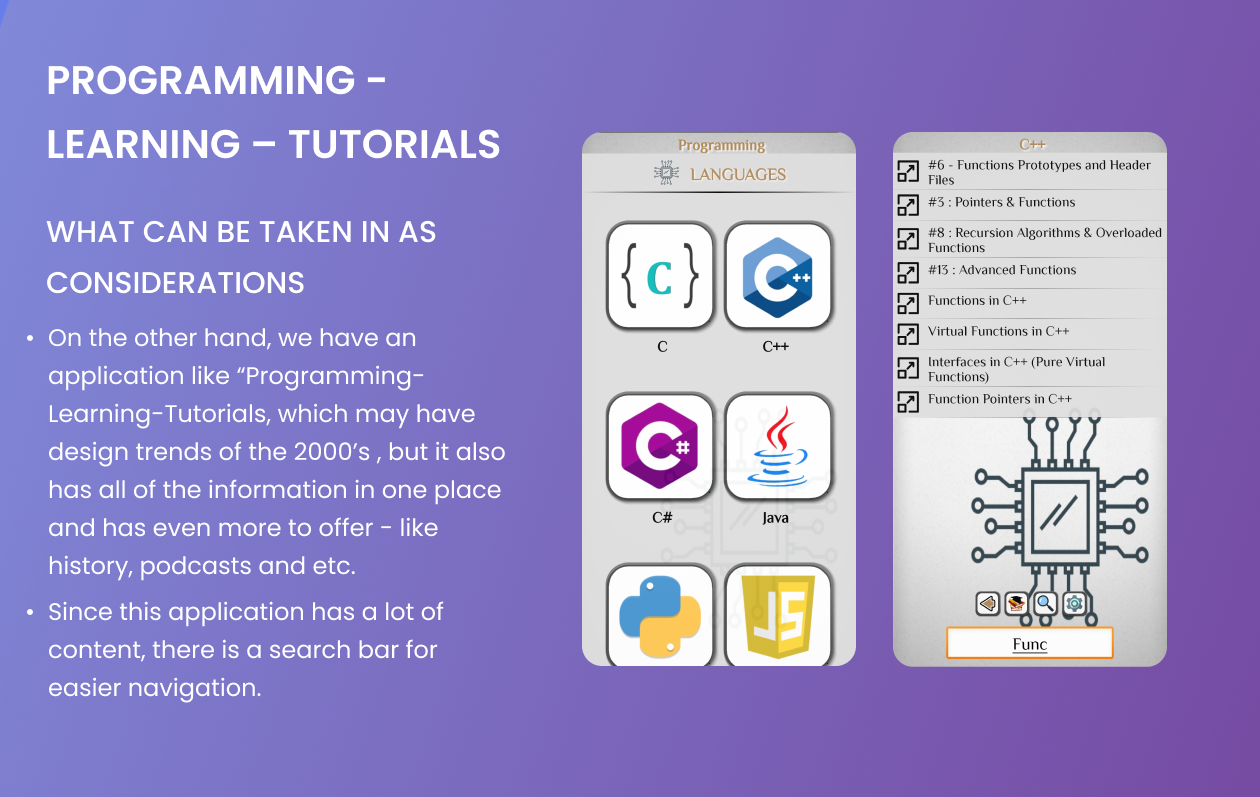 PROGRAMMING -
LEARNING – TUTORIALS
WHAT CAN BE TAKEN IN AS
CONSIDERATIONS
• On the other hand, we have an
application like “Programming-
Learning-Tutorials, which may have
design trends of the 2000’s , but it also
has all of the information in one place
and has even more to offer - like
history, podcasts and etc.
• Since this application has a lot of
content, there is a search bar for
easier navigation.
Programming
LANGUAGES
{ C }
C
C++
C++
C#
C#
Java
Java
JS
C++
#6 - Functions Prototypes and Header
Files
#3 : Pointers & Functions
#8 : Recursion Algorithms & Overloaded
Functions
#13 : Advanced Functions
Functions in C++
Virtual Functions in C++
Interfaces in C++ (Pure Virtual
Functions)
Function Pointers in C++
Func